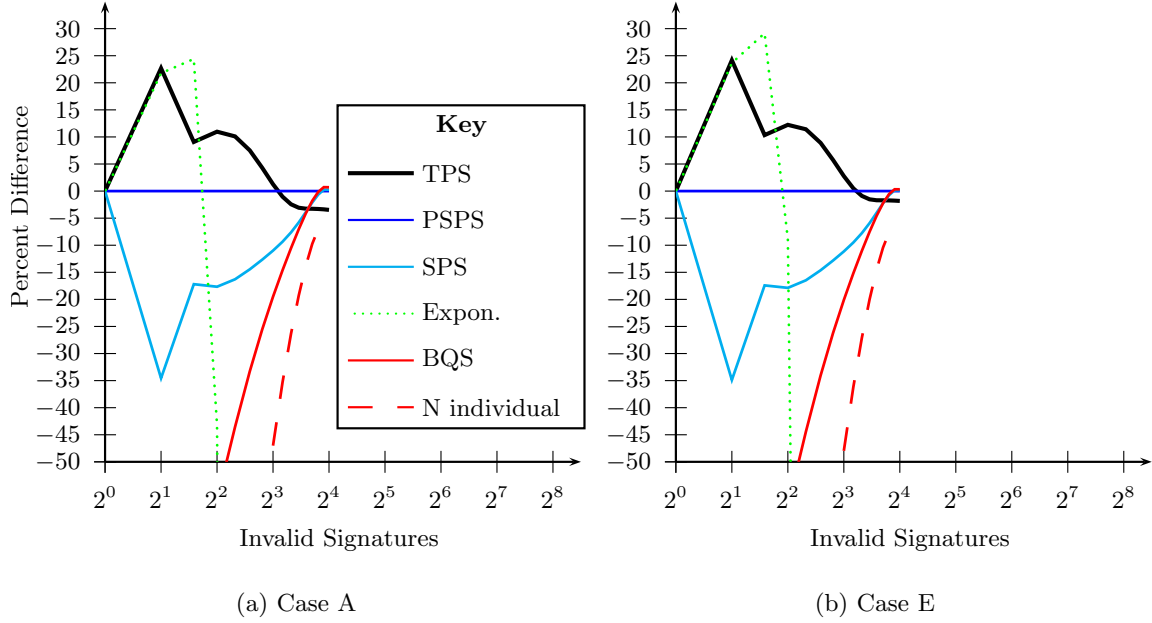 30
25
20
15
10
5
0
−5
−10
−15
−20
−25
−30
−35
−40
−45
−50
Percent Difference
2^0 2^1 2^2 2^3 2^4 2^5 2^6 2^7 2^8
Invalid Signatures
Key
TPS
PSPS
SPS
Expon.
BQS
N individual
(a) Case A
30
25
20
15
10
5
0
−5
−10
−15
−20
−25
−30
−35
−40
−45
−50
2^0 2^1 2^2 2^3 2^4 2^5 2^6 2^7 2^8
Invalid Signatures
(b) Case E